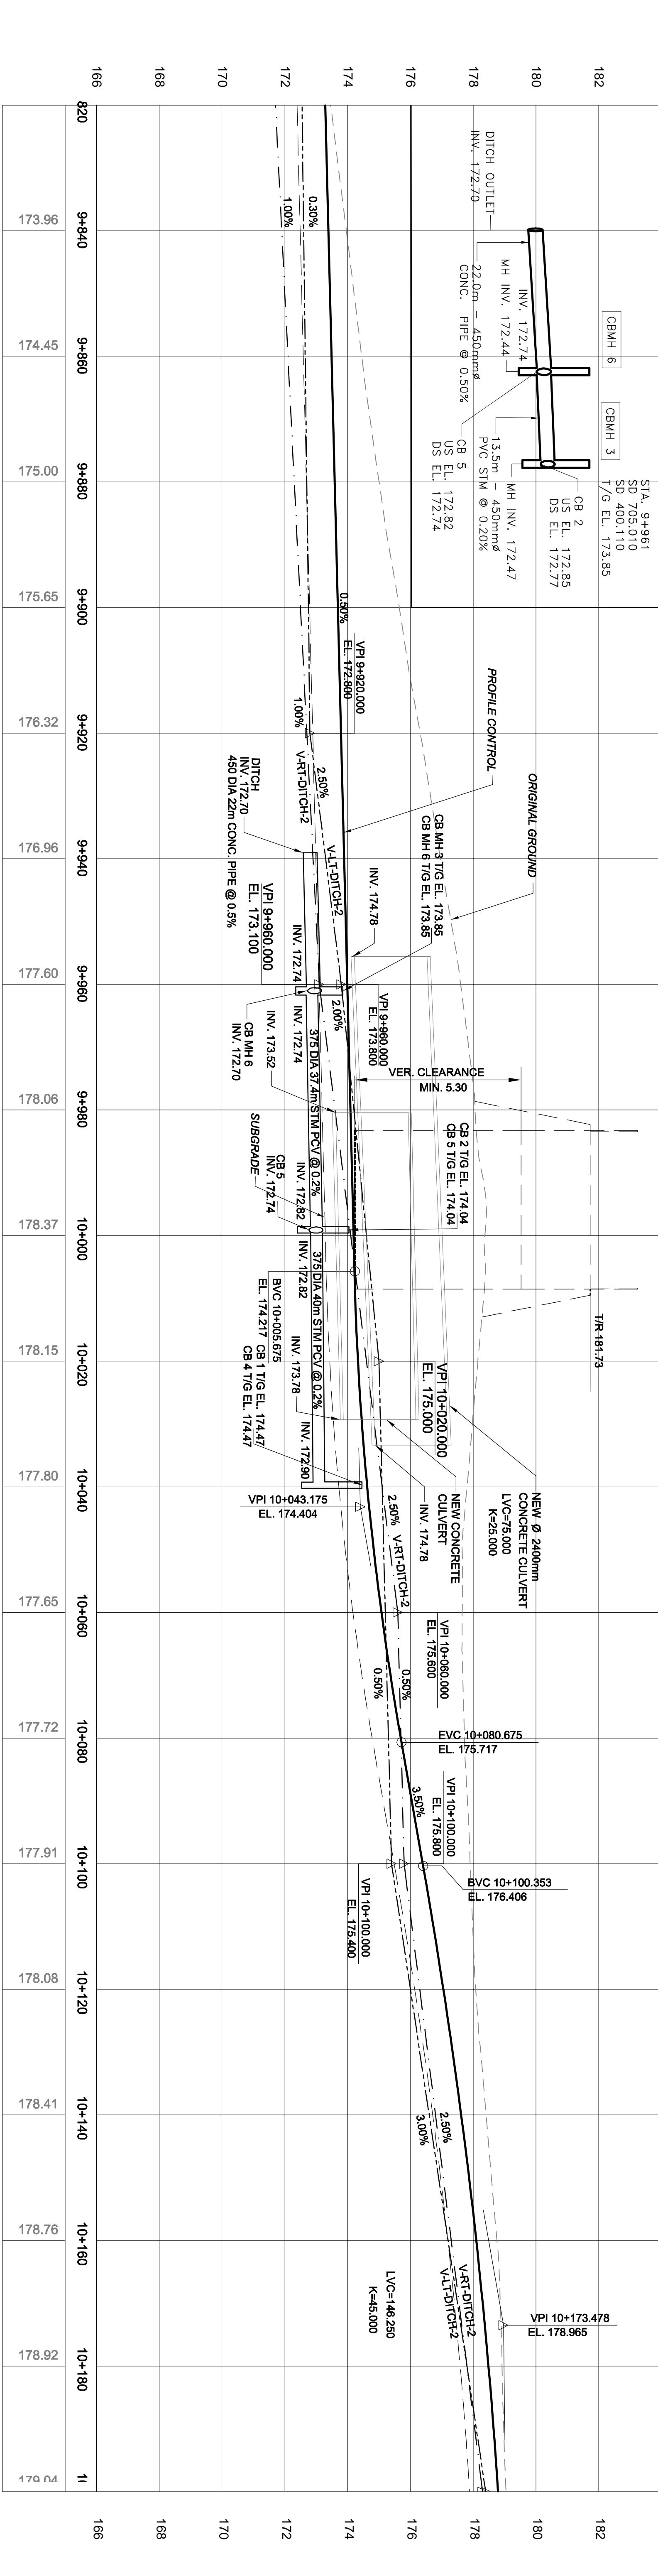 182
180
178
176
174
172
170
168
166
CBMH 6
CBMH 3
STA. 9+961
SD 705.010
SD 400.110
T/G EL. 173.85
DITCH OUTLET
INV. 172.70
INV. 172.74
MH INV. 172.44
22.0m – 450mmø
CONC. PIPE @ 0.50%
CB 2
US EL. 172.85
DS EL. 172.77
MH INV. 172.47
13.5m – 450mmø
PVC STM @ 0.20%
CB 5
US EL. 172.82
DS EL. 172.74
0.30%
1.00%
0.50%
VPI 9+920.000
EL. 172.800
1.00%
V-RT-DITCH-2
2.50%
V-LT-DITCH-2
PROFILE CONTROL
ORIGINAL GROUND
DITCH
INV. 172.70
450 DIA 22m CONC. PIPE @ 0.5%
CB MH 3 T/G EL. 173.85
CB MH 6 T/G EL. 173.85
INV. 174.78
VPI 9+960.000
EL. 173.100
INV. 172.74
VPI 9+960.000
EL. 173.800
2.00%
INV. 172.74
CB MH 6
INV. 172.70
INV. 173.52
375 DIA 37.4m STM PCV @ 0.2%
VER. CLEARANCE
MIN. 5.30
SUBGRADE
CB 5
INV. 172.74
INV. 172.82
CB 2 T/G EL. 174.04
CB 5 T/G EL. 174.04
INV. 172.82
375 DIA 40m STM PCV @ 0.2%
BVC 10+005.675
EL. 174.217
T/R 181.73
CB 1 T/G EL. 174.47
CB 4 T/G EL. 174.47
INV. 173.78
INV. 172.90
VPI 10+020.000
EL. 175.000
NEW Ø 2400mm
CONCRETE CULVERT
LVC=75.000
K=25.000
NEW CONCRETE
CULVERT
INV. 174.78
VPI 10+043.175
EL. 174.404
2.50%
V-RT-DITCH-2
VPI 10+060.000
EL. 175.600
0.50%
0.50%
EVC 10+080.675
EL. 175.717
3.50%
VPI 10+100.000
EL. 175.800
BVC 10+100.353
EL. 176.406
VPI 10+100.000
EL. 175.400
2.50%
3.00%
V-RT-DITCH-2
V-LT-DITCH-2
LVC=146.250
K=45.000
VPI 10+173.478
EL. 178.965
182
180
178
176
174
172
170
168
166
820
9+840
9+860
9+880
9+900
9+920
9+940
9+960
9+980
10+000
10+020
10+040
10+060
10+080
10+100
10+120
10+140
10+160
10+180
173.96
174.45
175.00
175.65
176.32
176.96
177.60
178.06
178.37
178.15
177.80
177.65
177.72
177.91
178.08
178.41
178.76
178.92
179.04